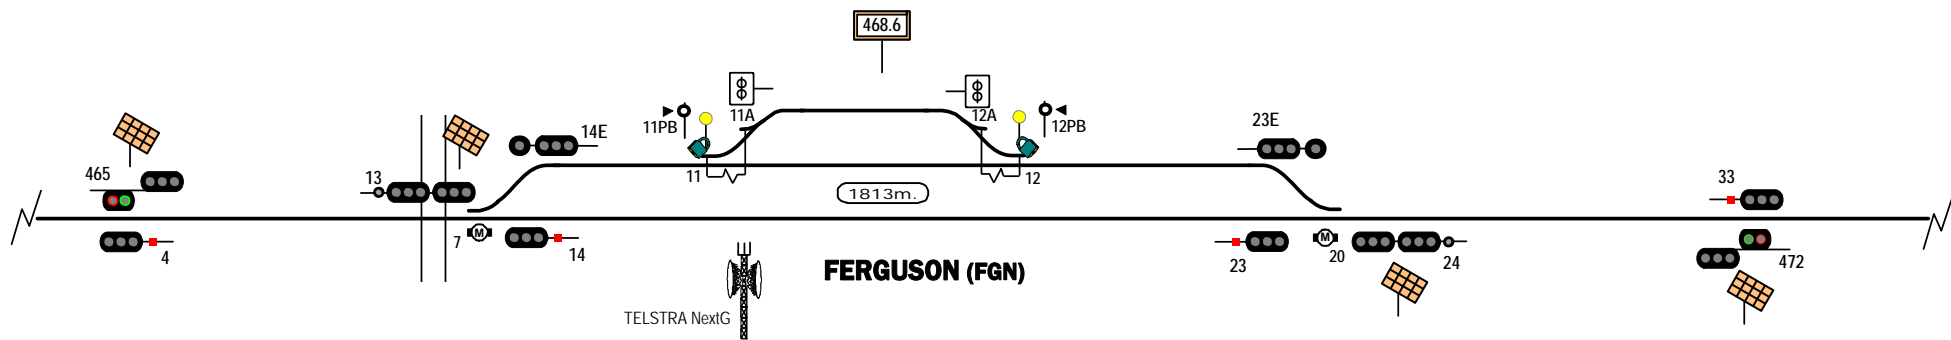 468.6
11A
12A
11PB
12PB
14E
23E
465
13
11
12
33
1813m.
7
M
14
4
23
M
20
24
472
FERGUSON (FGN)
TELSTRA NextG